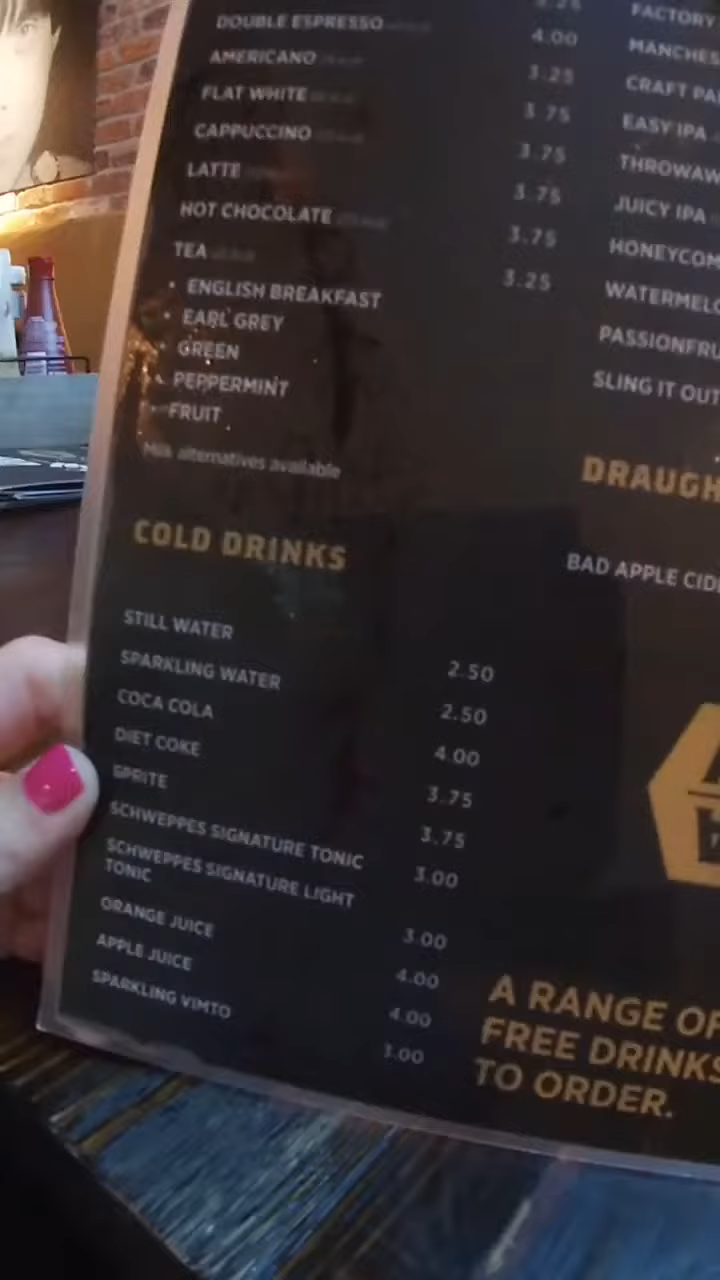 DOUBLE ESPRESSO 4.00
AMERICANO 3.25
FLAT WHITE 3.75
CAPPUCCINO 3.75
LATTE 3.75
HOT CHOCOLATE 3.75
TEA 3.25
• ENGLISH BREAKFAST
• EARL GREY
• GREEN
• PEPPERMINT
• FRUIT
Milk alternatives available
COLD DRINKS
STILL WATER 2.50
SPARKLING WATER 2.50
COCA COLA 4.00
DIET COKE 3.75
SPRITE 3.75
SCHWEPPES SIGNATURE TONIC 3.00
SCHWEPPES SIGNATURE LIGHT
TONIC 3.00
ORANGE JUICE 4.00
APPLE JUICE 4.00
SPARKLING VIMTO
FACTORY
MANCHES
CRAFT PA
EASY IPA
THROWAW
JUICY IPA
HONEYCOM
WATERMELO
PASSIONFRU
SLING IT OUT
DRAUGH
BAD APPLE CID
A RANGE OF
FREE DRINKS
TO ORDER.